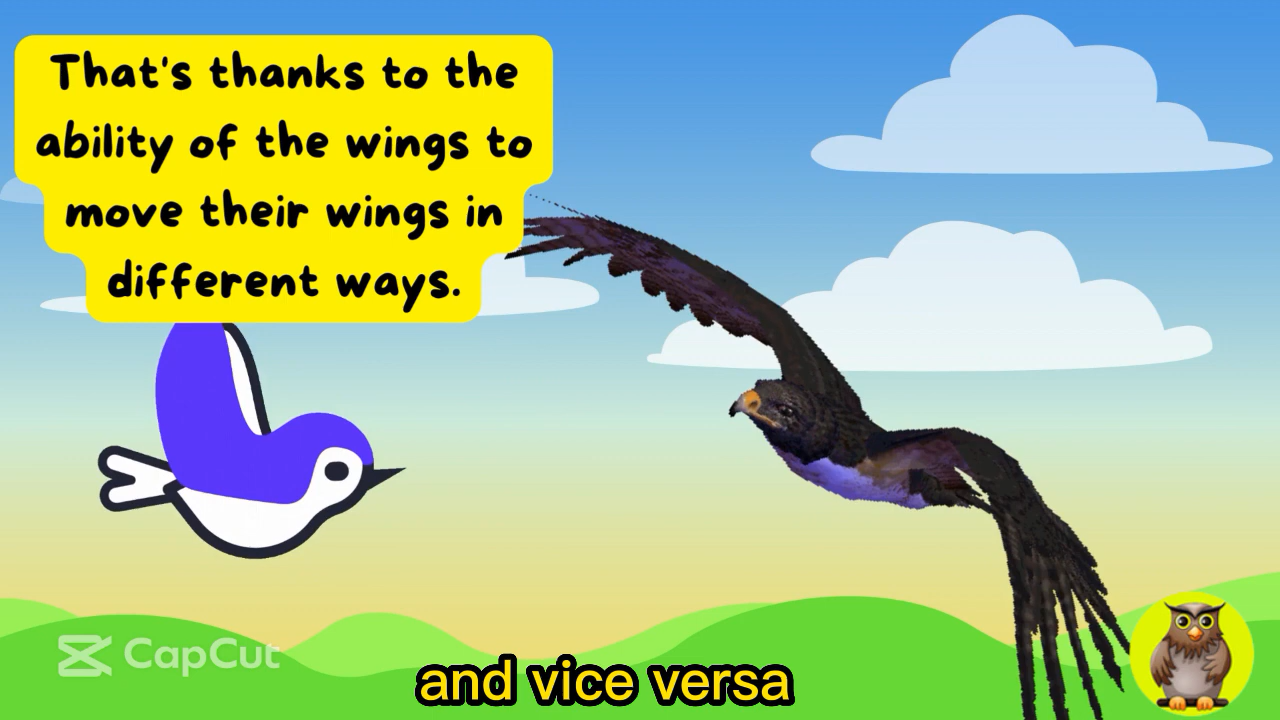 That's thanks to the
ability of the wings to
move their wings in
different ways.
CapCut
and vice versa